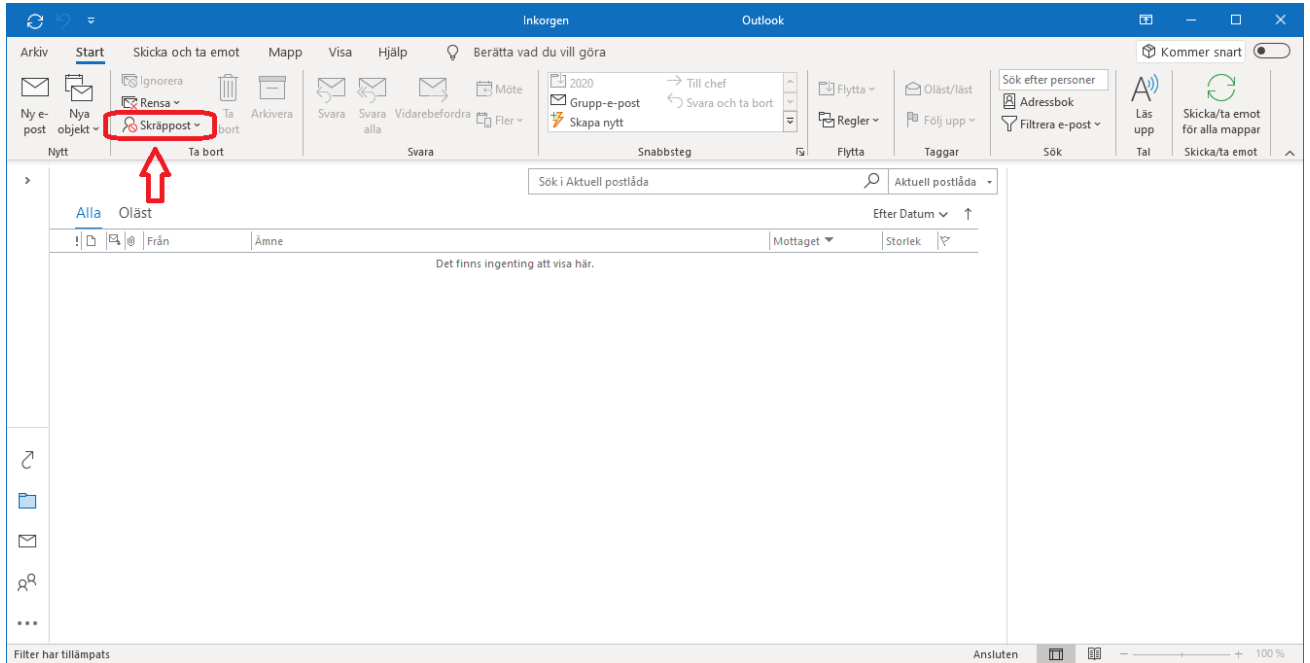 Inkorgen Outlook
Arkiv Start Skicka och ta emot Mapp Visa Hjälp Berätta vad du vill göra Kommer snart
Ny e-post
Nya objekt
Ignorera
Rensa
Skräppost
Ta bort
Arkivera
Svara
Svara alla
Vidarebefordra
Möte
Fler
2020
Grupp-e-post
Skapa nytt
Till chef
Svara och ta bort
Flytta
Regler
Oläst/läst
Följ upp
Sök efter personer
Adressbok
Filtrera e-post
Läs upp
Skicka/ta emot
för alla mappar
Nytt Ta bort Svara Snabbsteg Flytta Taggar Sök Tal Skicka/ta emot
Sök i Aktuell postlåda Aktuell postlåda
Alla Oläst Efter Datum
! Från Ämne Mottaget Storlek
Det finns ingenting att visa här.
Filter har tillämpats Ansluten 100 %